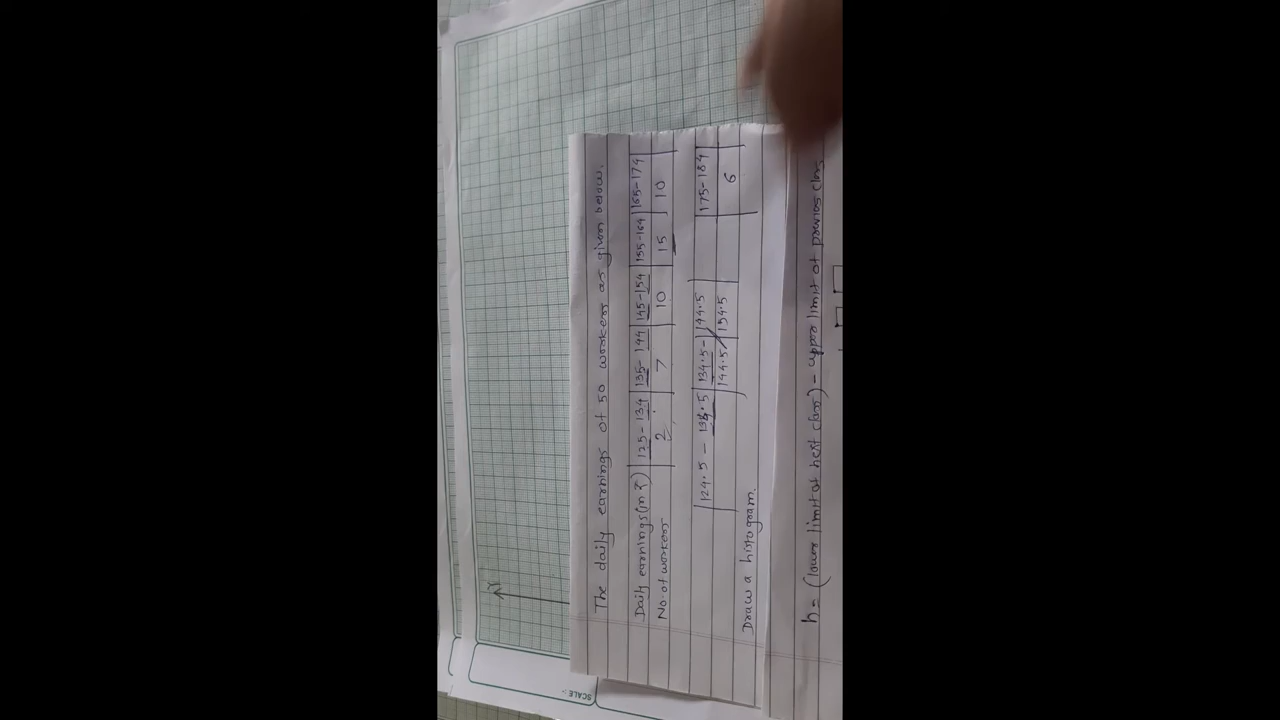 The daily earnings of 50 workers as given below.
Daily earnings (in ₹) 125-134 135-144 145-154 155-164 165-174
No. of workers 2 7 10 15 10
124.5 - 134.5 134.5 - 144.5 175-184
144.5 154.5 6
Draw a histogram.
h = (lower limit of next class) - upper limit of previous class
Y
SCALE :-